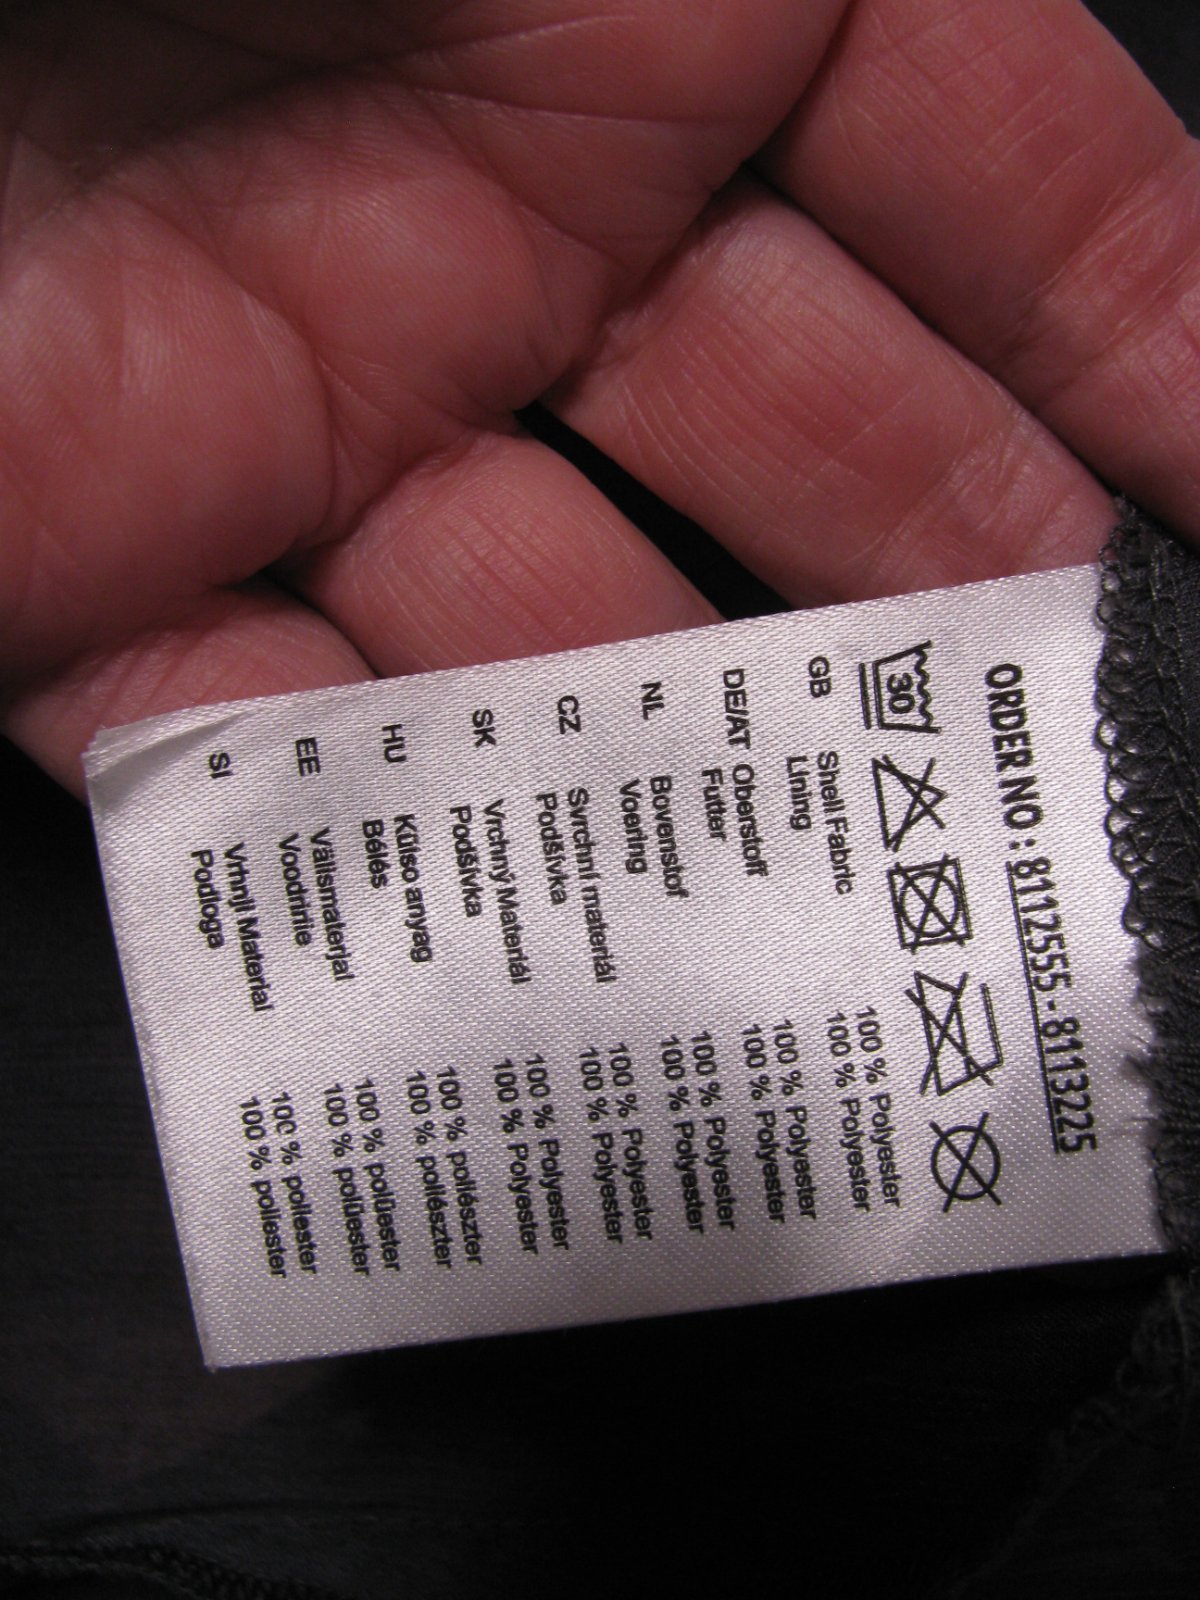 ORDER NO : 8112555 - 8113225
30
GB Shell Fabric 100 % Polyester
Lining 100 % Polyester
DE/AT Oberstoff 100 % Polyester
Futter 100 % Polyester
NL Bovenstof 100 % Polyester
Voering 100 % Polyester
CZ Svrchní materiál 100 % Polyester
Podšívka 100 % Polyester
SK Vrchný Materiál 100 % Polyester
Podšívka 100 % Polyester
HU Külso anyag 100 % poliészter
Bélés 100 % poliészter
EE Välismaterjal 100 % polüester
Voodririie 100 % polüester
SI Vrhnji Material 100 % poliester
Podloga 100 % poliester